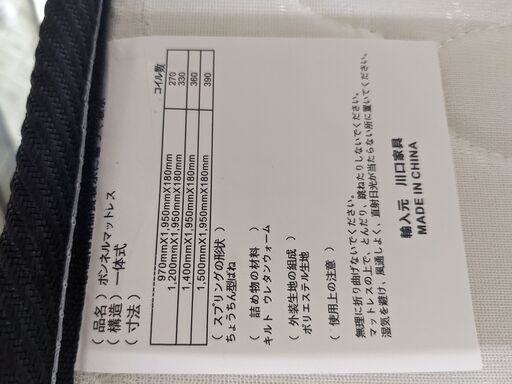 （品名）ボンネルマットレス
（構造）一体式
（寸法） コイル数
970mmX1,950mmX180mm 270
1,200mmX1,950mmX180mm 330
1,400mmX1,950mmX180mm 360
1,500mmX1,950mmX180mm 390
（スプリングの形状）
ちょうちん型ばね
（詰め物の材料）
キルト ウレタンウォーム
（外装生地の組成）
ポリエステル生地
（使用上の注意）
無理に折り曲げないでください。
マットレスの上で、とんだり、跳ねたりしないでください。
湿気を避け、風通しよく、直射日光が当たらない所に置いてください。
輸入元 川口家具
MADE IN CHINA